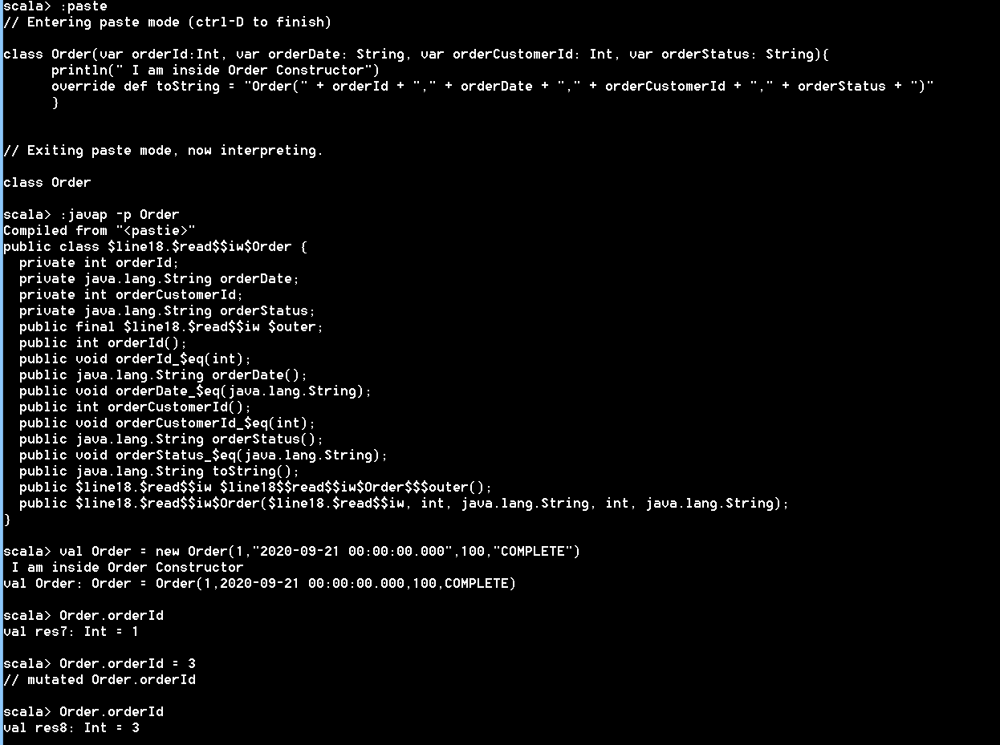 scala> :paste
// Entering paste mode (ctrl-D to finish)
class Order(var orderId:Int, var orderDate: String, var orderCustomerId: Int, var orderStatus: String){
println(" I am inside Order Constructor")
override def toString = "Order(" + orderId + "," + orderDate + "," + orderCustomerId + "," + orderStatus + ")"
}
// Exiting paste mode, now interpreting.
class Order
scala> :javap -p Order
Compiled from "<pastie>"
public class $line18.$read$$iw$Order {
private int orderId;
private java.lang.String orderDate;
private int orderCustomerId;
private java.lang.String orderStatus;
public final $line18.$read$$iw $outer;
public int orderId();
public void orderId_$eq(int);
public java.lang.String orderDate();
public void orderDate_$eq(java.lang.String);
public int orderCustomerId();
public void orderCustomerId_$eq(int);
public java.lang.String orderStatus();
public void orderStatus_$eq(java.lang.String);
public java.lang.String toString();
public $line18.$read$$iw $line18$$read$$iw$Order$$$outer();
public $line18.$read$$iw$Order($line18.$read$$iw, int, java.lang.String, int, java.lang.String);
}
scala> val Order = new Order(1,"2020-09-21 00:00:00.000",100,"COMPLETE")
I am inside Order Constructor
val Order: Order = Order(1,2020-09-21 00:00:00.000,100,COMPLETE)
scala> Order.orderId
val res7: Int = 1
scala> Order.orderId = 3
// mutated Order.orderId
scala> Order.orderId
val res8: Int = 3